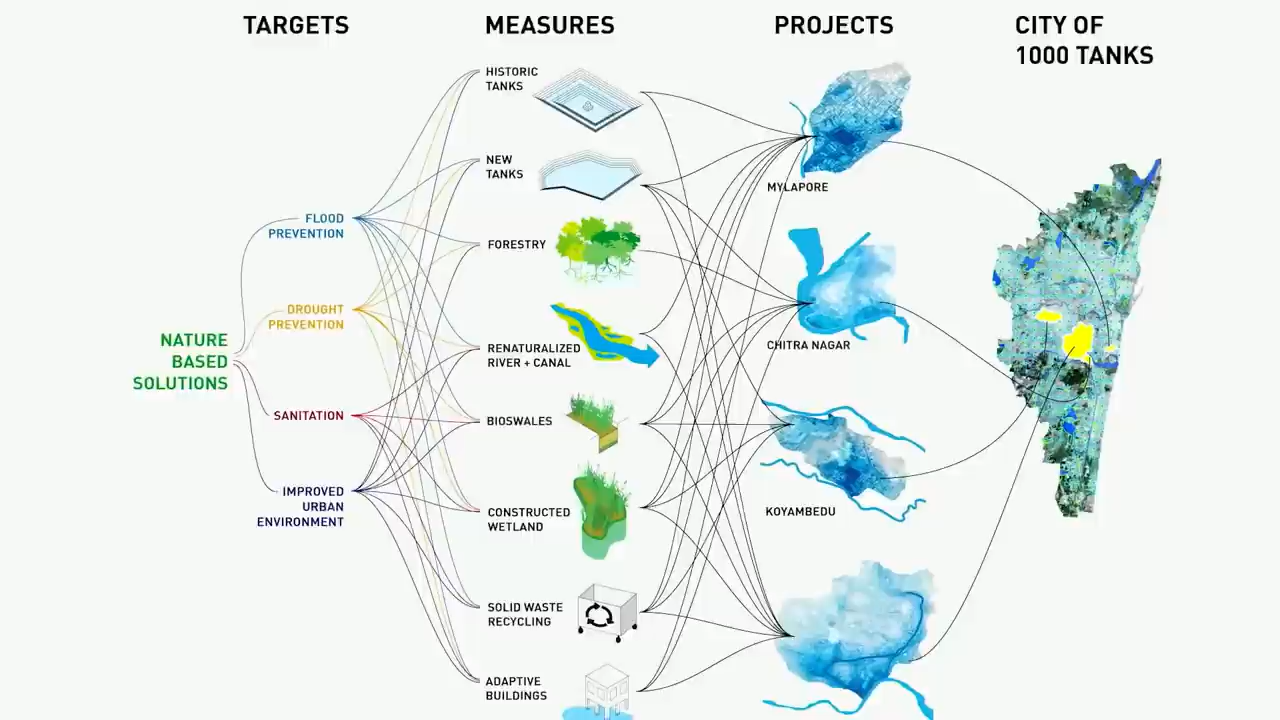 TARGETS
MEASURES
PROJECTS
CITY OF
1000 TANKS
NATURE
BASED
SOLUTIONS
FLOOD
PREVENTION
DROUGHT
PREVENTION
SANITATION
IMPROVED
URBAN
ENVIRONMENT
HISTORIC
TANKS
NEW
TANKS
FORESTRY
RENATURALIZED
RIVER + CANAL
BIOSWALES
CONSTRUCTED
WETLAND
SOLID WASTE
RECYCLING
ADAPTIVE
BUILDINGS
MYLAPORE
CHITRA NAGAR
KOYAMBEDU